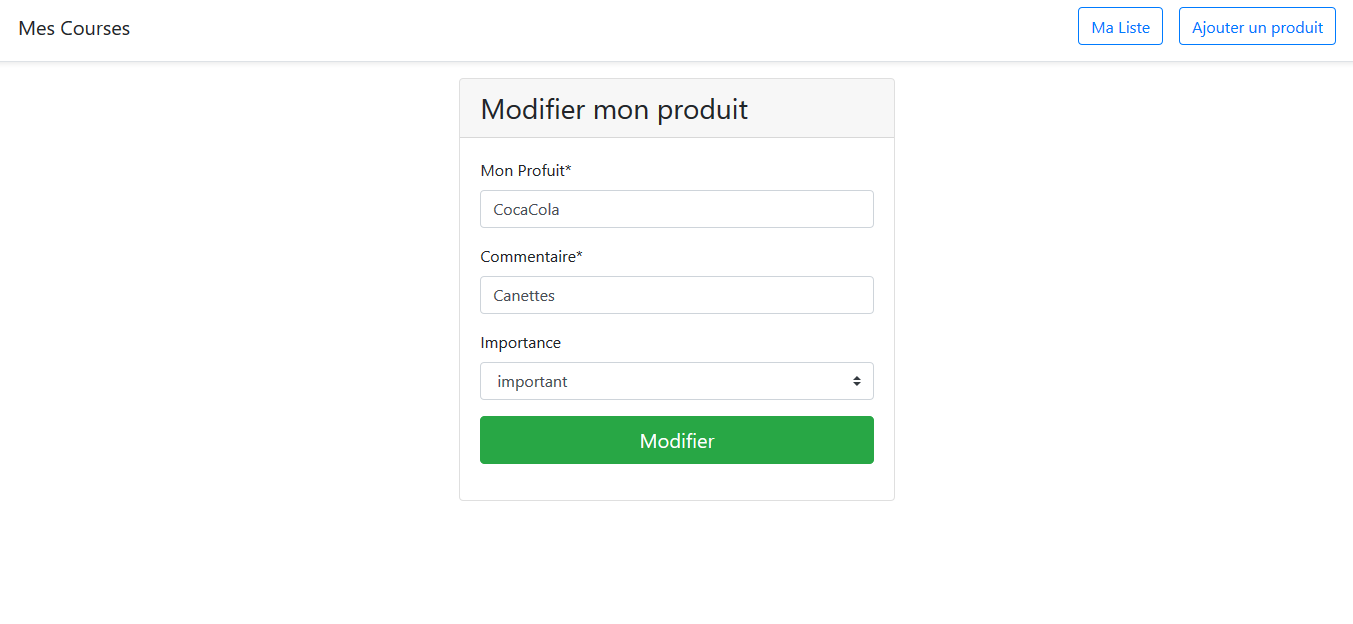 Mes Courses
Ma Liste
Ajouter un produit
Modifier mon produit
Mon Profuit*
CocaCola
Commentaire*
Canettes
Importance
important
Modifier